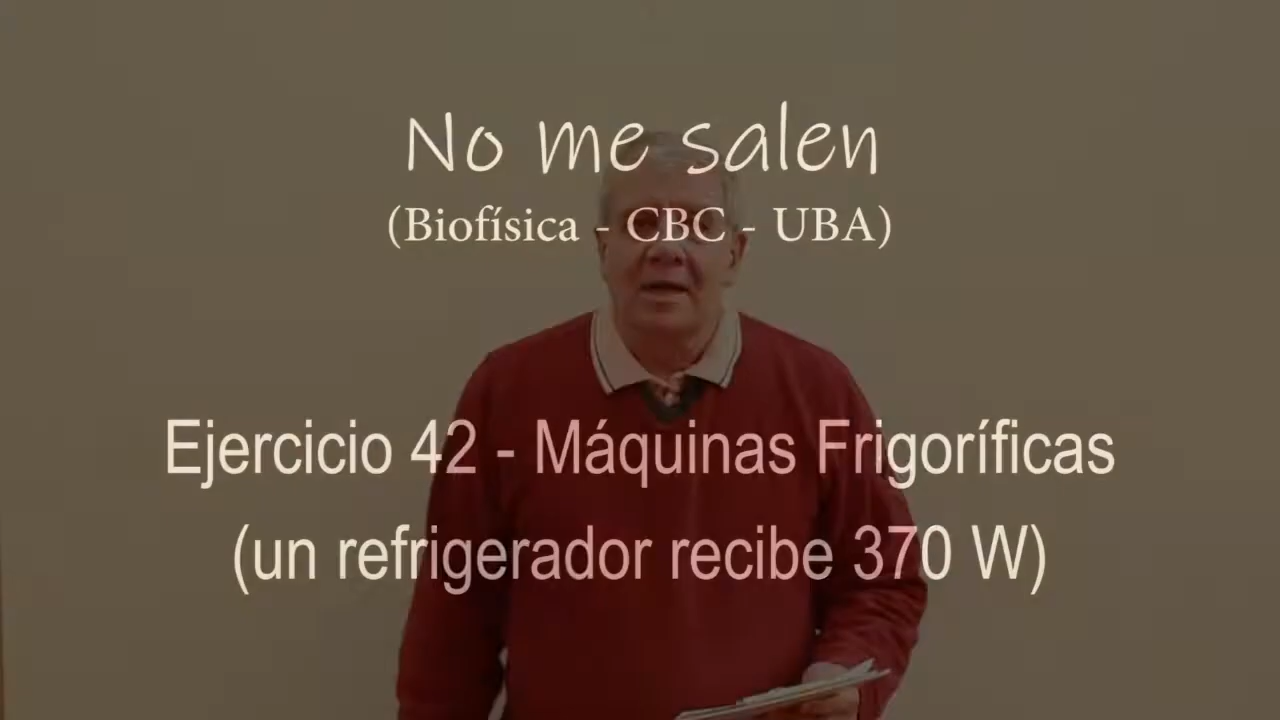 No me salen
(Biofísica - CBC - UBA)
Ejercicio 42 - Máquinas Frigoríficas
(un refrigerador recibe 370 W)